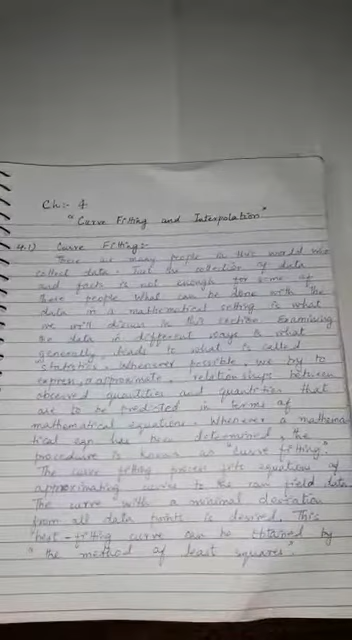 Ch:- 4
"Curve Fitting and Interpolation"
4.1) Curve Fitting:-
There are many people in this world who
collect data. Just the collection of data
and facts is not enough for some of
these people what can be done with the
data in a mathematical setting is what
we will discuss in this section. Examining
the data in different ways is what
generally leads to what is called
"statistics. Whenever possible, we try to
express, approximate, relationships between
observed quantities and quantities that
are to be predicted in terms of
mathematical equations. Whenever a mathema-
tical eqn has been determined, the
procedure is known as "curve fitting".
The curve fitting process fits equation of
approximating curve to the raw field data.
The curve with a minimal deviation
from all data points is desired. This
best-fitting curve can be obtained by
"the method of least squares".